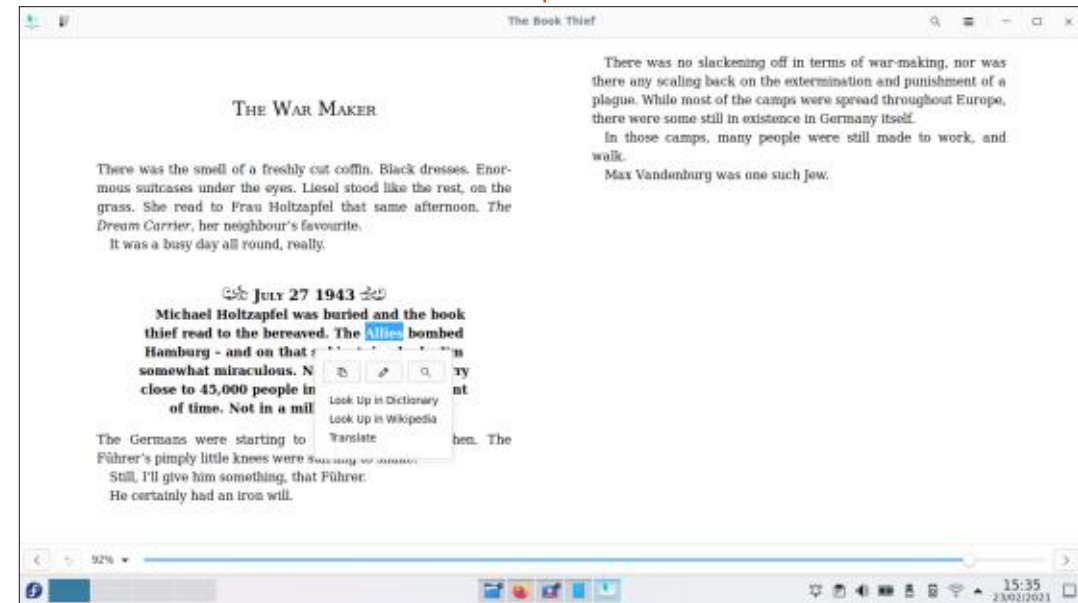 The Book Thief
THE WAR MAKER
There was the smell of a freshly cut coffin. Black dresses. Enor-
mous suitcases under the eyes. Liesel stood like the rest, on the
grass. She read to Frau Holtzapfel that same afternoon. The
Dream Carrier, her neighbour's favourite.
It was a busy day all round, really.
JULY 27 1943
Michael Holtzapfel was buried and the book
thief read to the bereaved. The Allies bombed
Hamburg – and on that
somewhat miraculous.
close to 45,000 people in
of time. Not in a mil
Look Up in Dictionary
Look Up in Wikipedia
Translate
The Germans were starting to hen. The
Führer's pimply little knees were
Still, I'll give him something, that Führer.
He certainly had an iron will.
There was no slackening off in terms of war-making, nor was
there any scaling back on the extermination and punishment of a
plague. While most of the camps were spread throughout Europe,
there were some still in existence in Germany itself.
In those camps, many people were still made to work, and
walk.
Max Vandenburg was one such Jew.
92%
15:35
23/02/2021